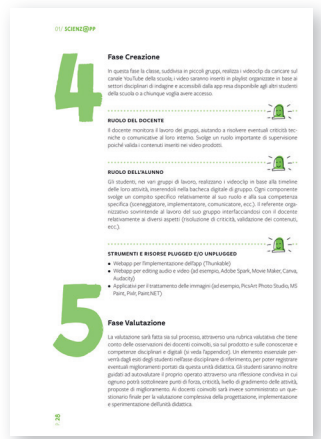 01/ SCIENZ@PP
4
Fase Creazione
In questa fase la classe, suddivisa in piccoli gruppi, realizza i videoclip da caricare sul
canale YouTube della scuola; i video saranno inseriti in playlist organizzate in base ai
contenuti disciplinari di indagine e accessibili dalla app resa disponibile agli altri studenti
della scuola o a chiunque voglia avere accesso.
RUOLO DEL DOCENTE
Il docente monitora il lavoro dei gruppi, aiutando a risolvere eventuali criticità tec-
niche o comunicative al loro interno. Svolge un ruolo importante di supervisione
poiché valida i contenuti inseriti nei video prodotti.
RUOLO DELL'ALUNNO
Gli studenti, nei vari gruppi di lavoro, realizzano i videoclip in base alla timeline
delle loro attività, inserendoli nella bacheca digitale di gruppo. Ogni componente
svolge un compito specifico relativamente al suo ruolo e alla sua competenza
specifica (sceneggiatore, implementatore, comunicatore, ecc.). Il referente orga-
nizzativo sovrintende al lavoro del suo gruppo interfacciandosi con il docente
relativamente ai diversi aspetti (risoluzione di criticità, validazione dei contenuti,
ecc.).
STRUMENTI E RISORSE PLUGGED E/O UNPLUGGED
• Webapp per l'implementazione dell'app (Thunkable)
• Webapp per editing audio e video (ad esempio, Adobe Spark, Movie Maker, Canva,
Audacity)
• Applicativi per il trattamento delle immagini (ad esempio, PicsArt Photo Studio, MS
Paint, Pixlr, Paint.NET)
5
Fase Valutazione
La valutazione sarà fatta sia sul processo, attraverso una rubrica valutativa che tiene
conto delle osservazioni dei docenti coinvolti, sia sul prodotto e sulle conoscenze e
competenze disciplinari e digitali (si veda l'appendice). Un elemento essenziale per-
verrà dagli esiti degli studenti nell'asse disciplinare di riferimento, per poter registrare
eventuali miglioramenti portati da questa unità didattica. Gli studenti saranno inoltre
guidati ad autovalutare il proprio operato attraverso una riflessione condivisa in cui
ognuno potrà sottolineare punti di forza, criticità, livello di gradimento delle attività,
proposte di miglioramento. Ai docenti coinvolti sarà invece somministrato un que-
stionario finale per la valutazione complessiva della progettazione, implementazione
e sperimentazione dell'unità didattica.
28